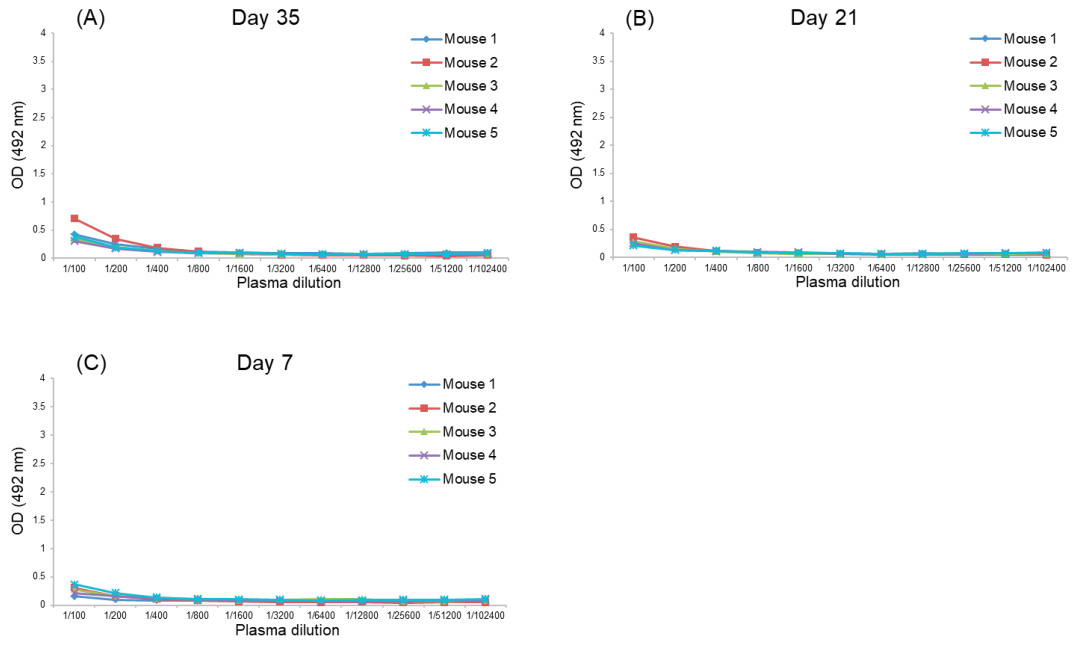 (A) Day 35
4
3.5
3
2.5
2
1.5
1
0.5
0
OD (492 nm)
Mouse 1
Mouse 2
Mouse 3
Mouse 4
Mouse 5
1/100 1/200 1/400 1/800 1/1600 1/3200 1/6400 1/12800 1/25600 1/51200 1/102400
Plasma dilution
(B) Day 21
4
3.5
3
2.5
2
1.5
1
0.5
0
OD (492 nm)
Mouse 1
Mouse 2
Mouse 3
Mouse 4
Mouse 5
1/100 1/200 1/400 1/800 1/1600 1/3200 1/6400 1/12800 1/25600 1/51200 1/102400
Plasma dilution
(C) Day 7
4
3.5
3
2.5
2
1.5
1
0.5
0
OD (492 nm)
Mouse 1
Mouse 2
Mouse 3
Mouse 4
Mouse 5
1/100 1/200 1/400 1/800 1/1600 1/3200 1/6400 1/12800 1/25600 1/51200 1/102400
Plasma dilution